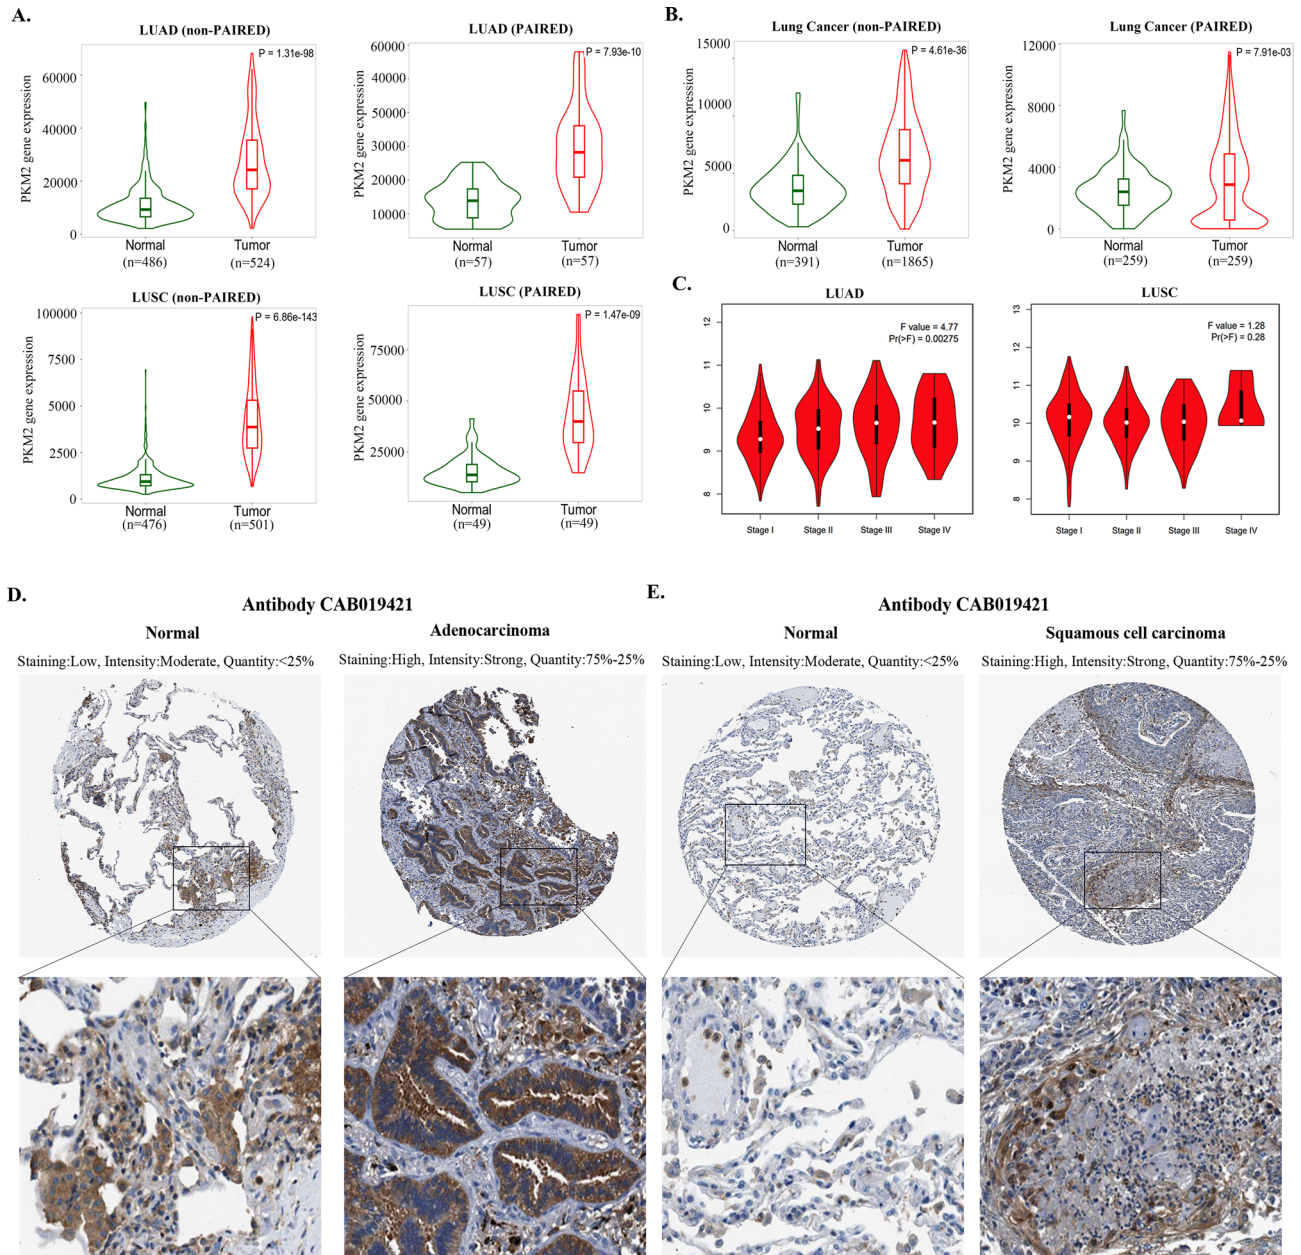 A.
LUAD (non-PAIRED)
P = 1.31e-98
PKM2 gene expression
60000
40000
20000
0
Normal
(n=486)
Tumor
(n=524)
LUAD (PAIRED)
P = 7.93e-10
PKM2 gene expression
60000
40000
30000
20000
10000
Normal
(n=57)
Tumor
(n=57)
B.
Lung Cancer (non-PAIRED)
P = 4.61e-36
PKM2 gene expression
15000
10000
5000
0
Normal
(n=391)
Tumor
(n=1865)
Lung Cancer (PAIRED)
P = 7.91e-03
PKM2 gene expression
12000
8000
4000
0
Normal
(n=259)
Tumor
(n=259)
LUSC (non-PAIRED)
P = 6.86e-143
PKM2 gene expression
100000
7500
5000
2500
0
Normal
(n=476)
Tumor
(n=501)
LUSC (PAIRED)
P = 1.47e-09
PKM2 gene expression
75000
50000
25000
Normal
(n=49)
Tumor
(n=49)
C.
LUAD
F value = 4.77
Pr(>F) = 0.00275
12
11
10
9
8
Stage I
Stage II
Stage III
Stage IV
LUSC
F value = 1.28
Pr(>F) = 0.28
13
12
11
10
9
8
Stage I
Stage II
Stage III
Stage IV
D.
Antibody CAB019421
Normal
Staining:Low, Intensity:Moderate, Quantity:<25%
Adenocarcinoma
Staining:High, Intensity:Strong, Quantity:75%-25%
E.
Antibody CAB019421
Normal
Staining:Low, Intensity:Moderate, Quantity:<25%
Squamous cell carcinoma
Staining:High, Intensity:Strong, Quantity:75%-25%